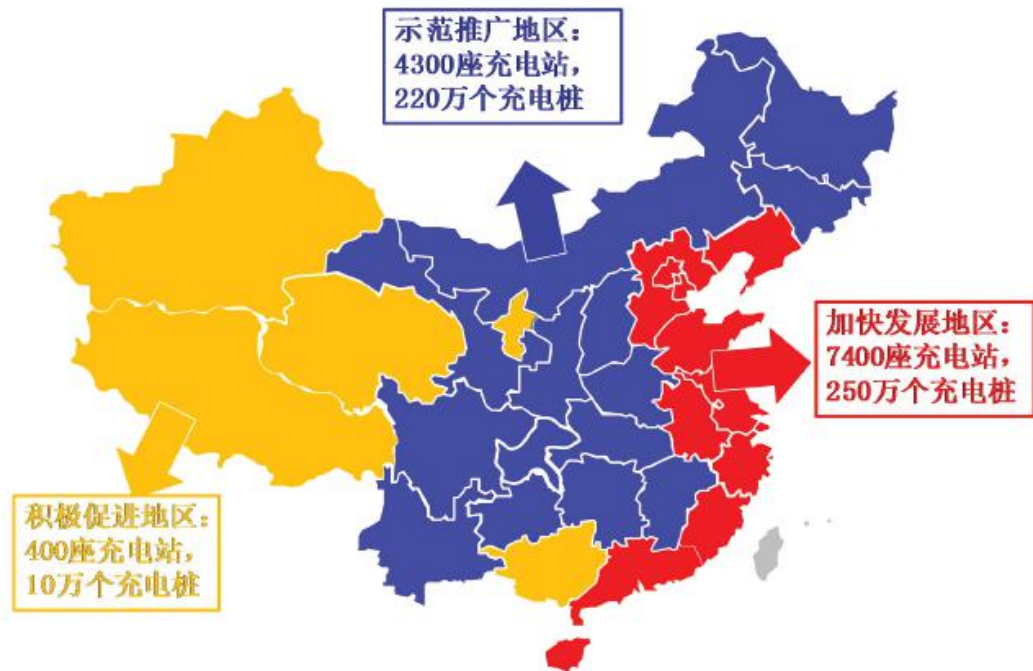 示范推广地区：
4300座充电站，
220万个充电桩
加快发展地区：
7400座充电站，
250万个充电桩
积极促进地区：
400座充电站，
10万个充电桩